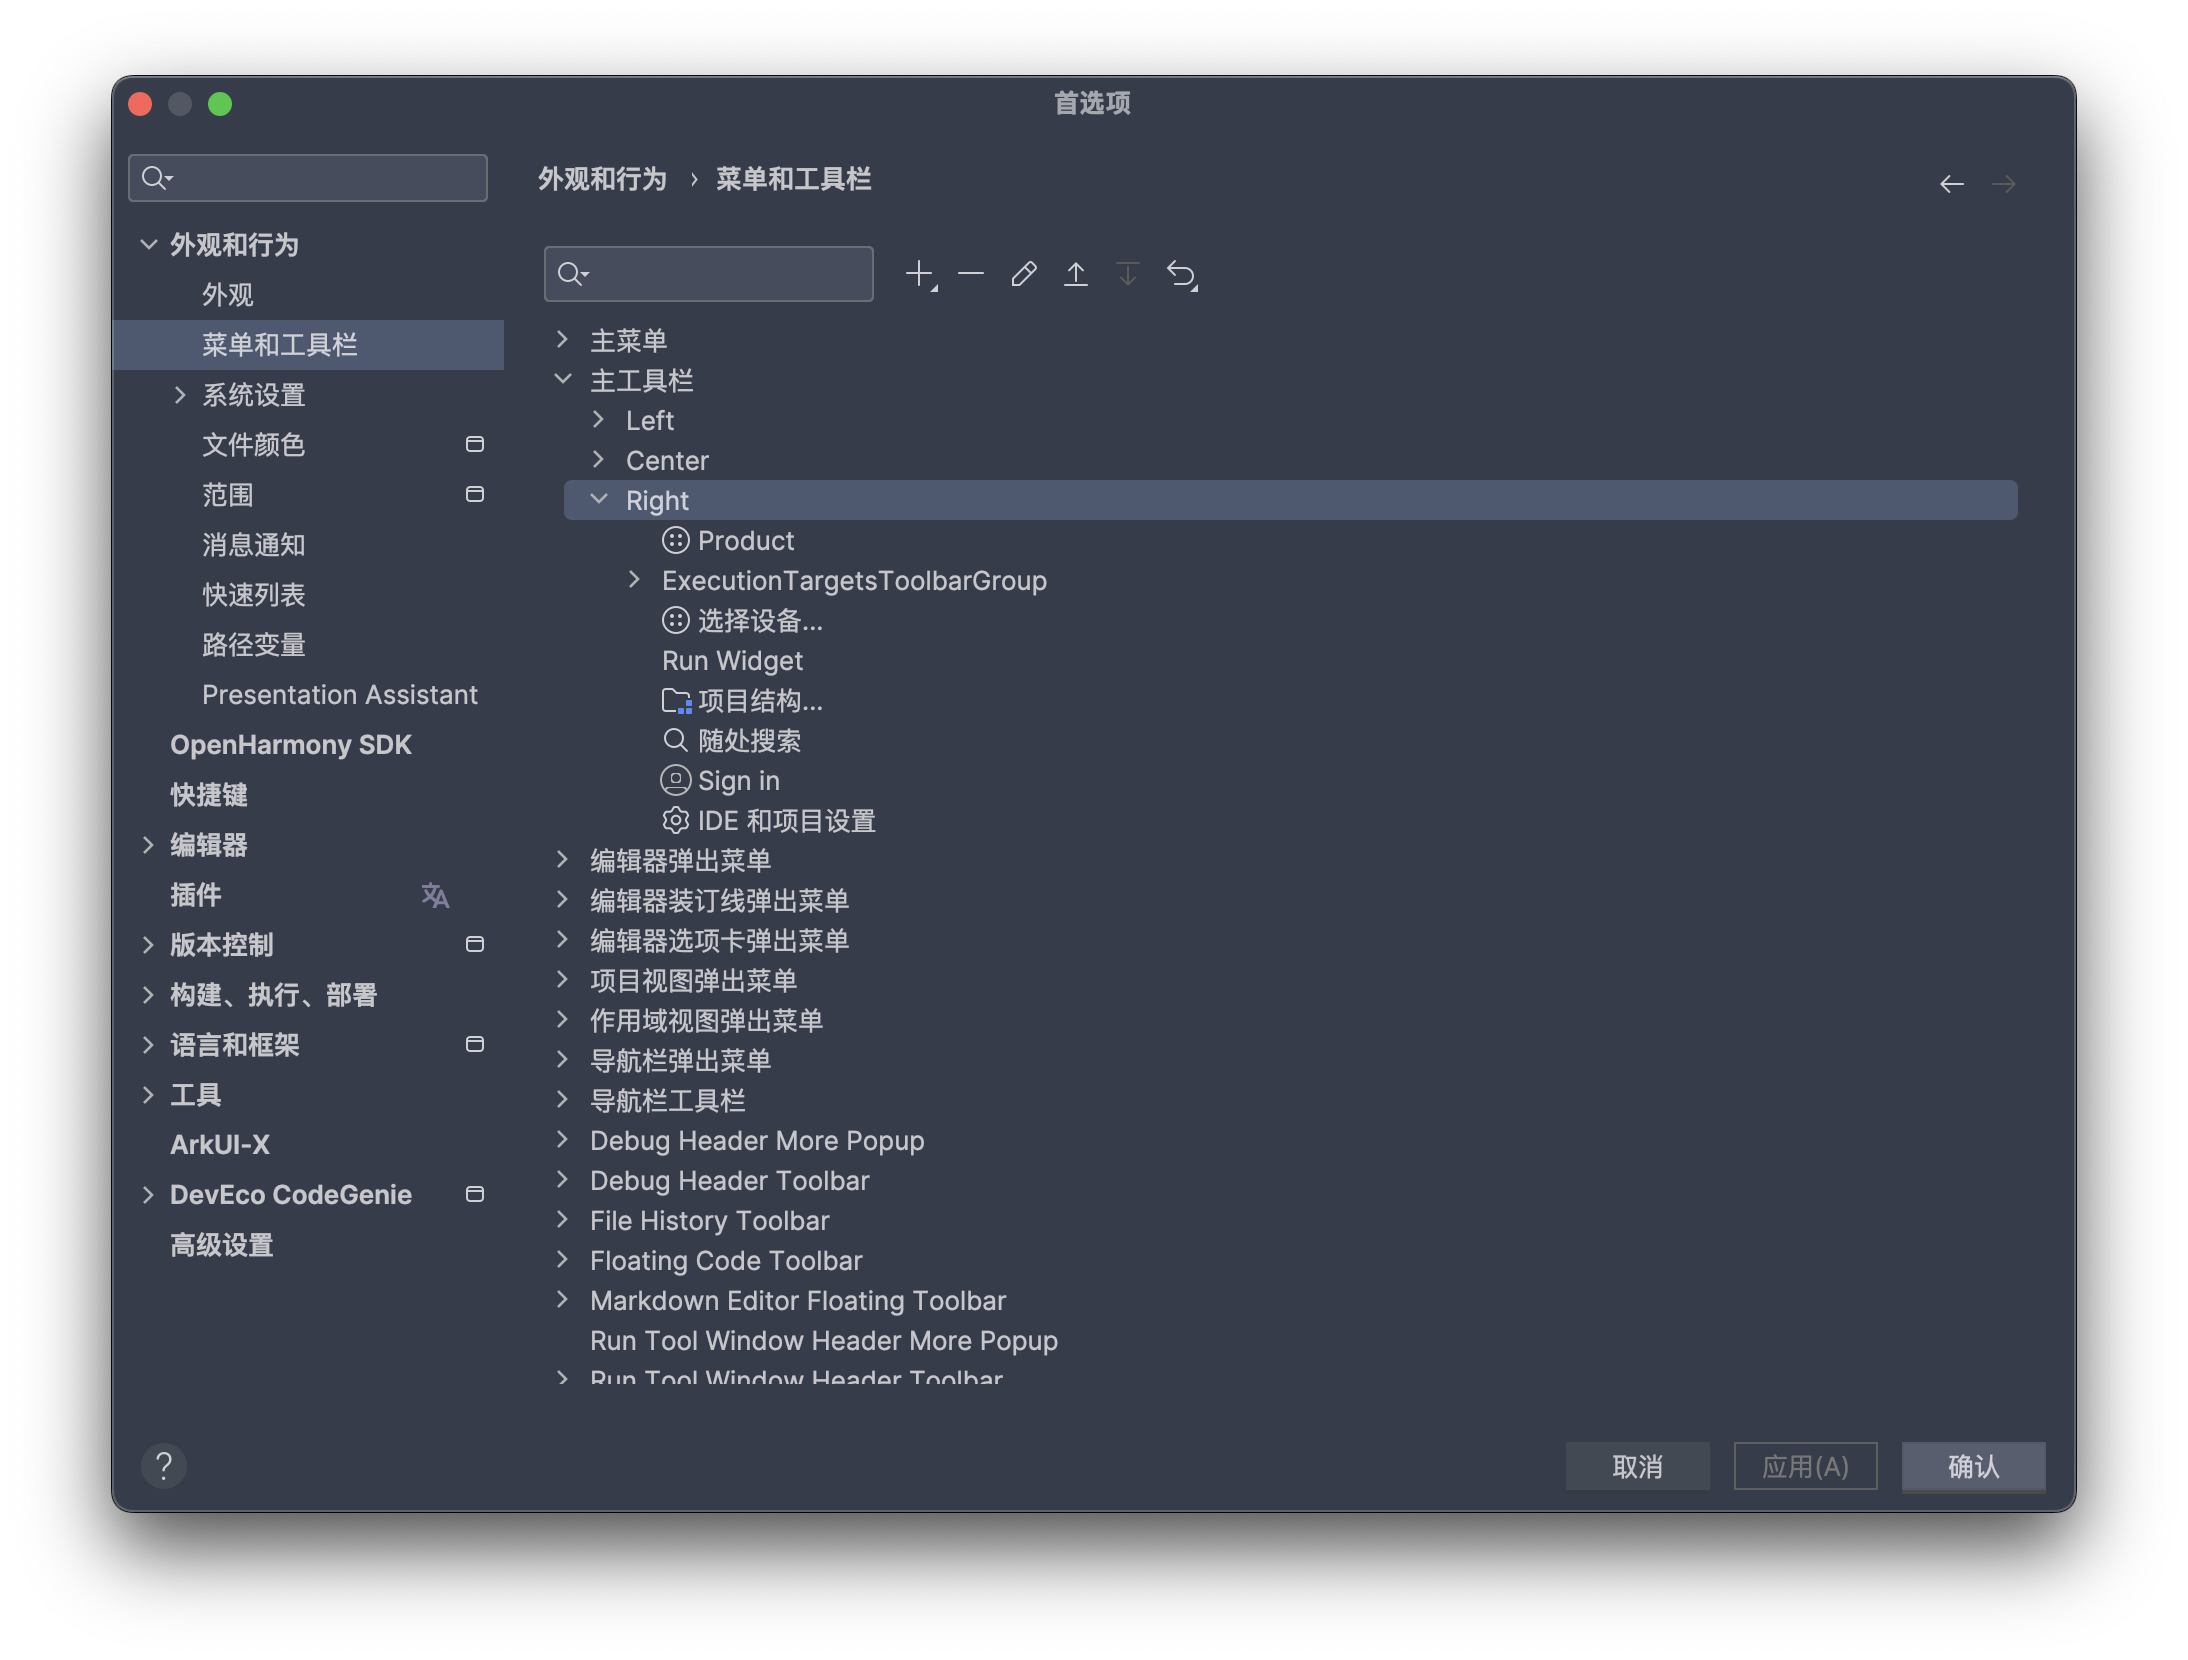 首选项
外观和行为
外观
菜单和工具栏
系统设置
文件颜色
范围
消息通知
快速列表
路径变量
Presentation Assistant
OpenHarmony SDK
快捷键
编辑器
插件
版本控制
构建、执行、部署
语言和框架
工具
ArkUI-X
DevEco CodeGenie
高级设置
外观和行为 › 菜单和工具栏
主菜单
主工具栏
Left
Center
Right
Product
ExecutionTargetsToolbarGroup
选择设备...
Run Widget
项目结构...
随处搜索
Sign in
IDE 和项目设置
编辑器弹出菜单
编辑器装订线弹出菜单
编辑器选项卡弹出菜单
项目视图弹出菜单
作用域视图弹出菜单
导航栏弹出菜单
导航栏工具栏
Debug Header More Popup
Debug Header Toolbar
File History Toolbar
Floating Code Toolbar
Markdown Editor Floating Toolbar
Run Tool Window Header More Popup
Run Tool Window Header Toolbar
?
取消
应用(A)
确认